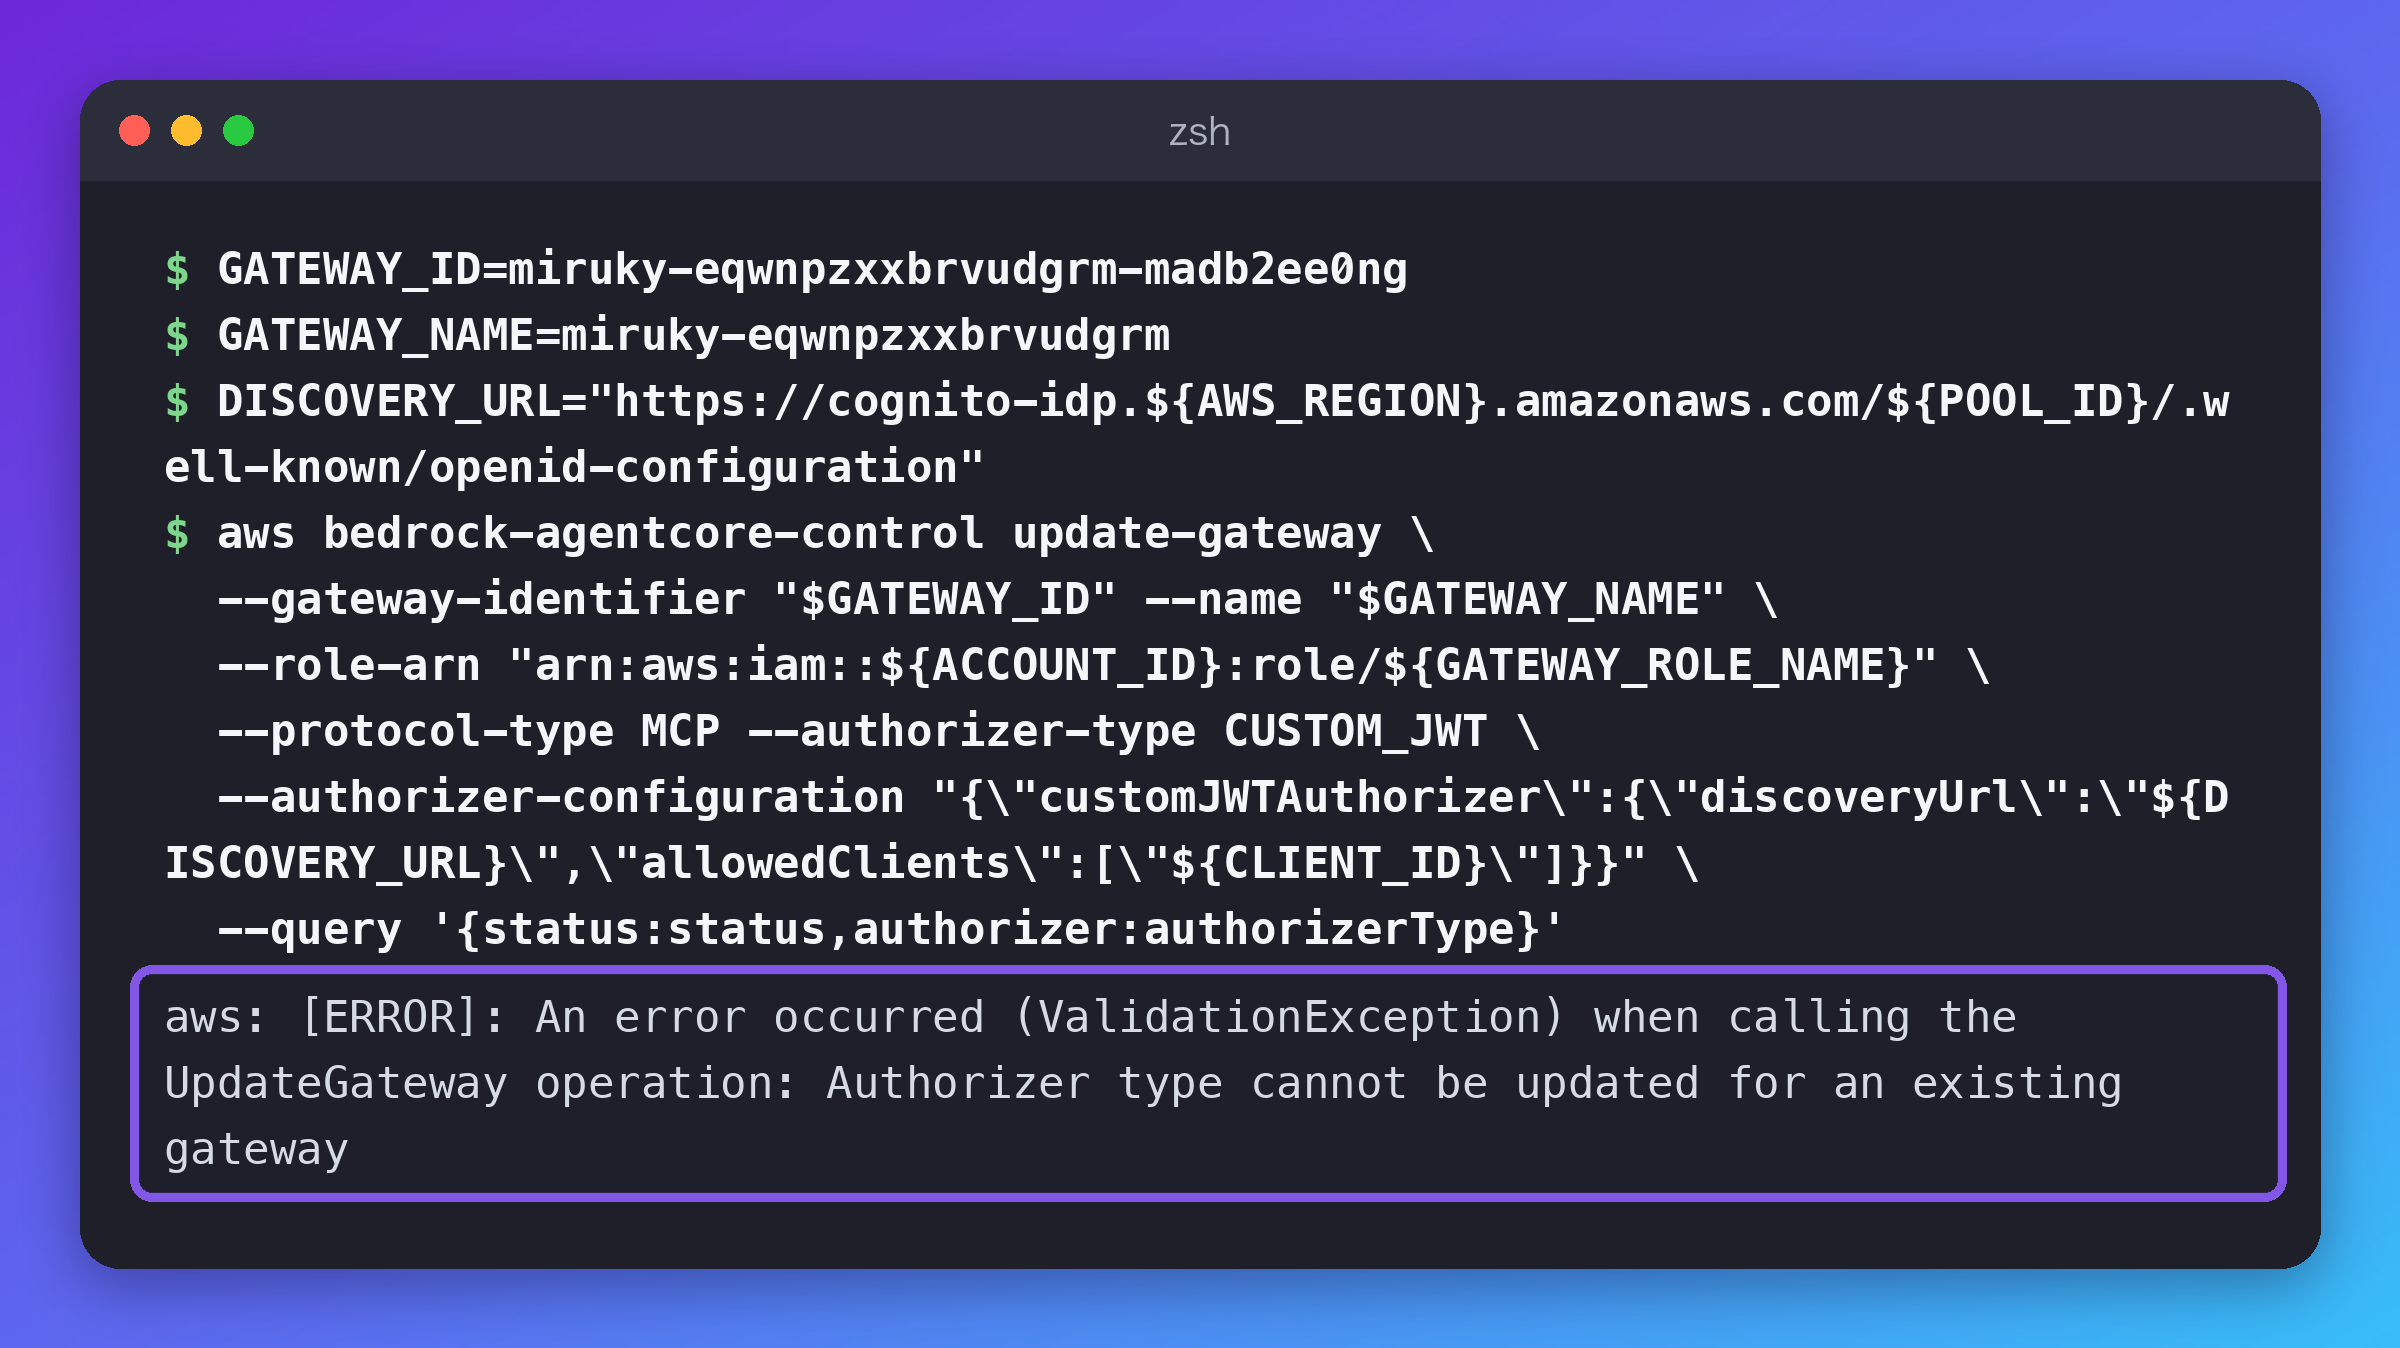 zsh
$ GATEWAY_ID=miruky-eqwnpzxxbrvudgrm-madb2ee0ng
$ GATEWAY_NAME=miruky-eqwnpzxxbrvudgrm
$ DISCOVERY_URL="https://cognito-idp.${AWS_REGION}.amazonaws.com/${POOL_ID}/.w
ell-known/openid-configuration"
$ aws bedrock-agentcore-control update-gateway \
  --gateway-identifier "$GATEWAY_ID" --name "$GATEWAY_NAME" \
  --role-arn "arn:aws:iam::${ACCOUNT_ID}:role/${GATEWAY_ROLE_NAME}" \
  --protocol-type MCP --authorizer-type CUSTOM_JWT \
  --authorizer-configuration "{\"customJWTAuthorizer\":{\"discoveryUrl\":\"${D
ISCOVERY_URL}\",\"allowedClients\":[\"${CLIENT_ID}\"]}}" \
  --query '{status:status,authorizer:authorizerType}'
aws: [ERROR]: An error occurred (ValidationException) when calling the
UpdateGateway operation: Authorizer type cannot be updated for an existing
gateway